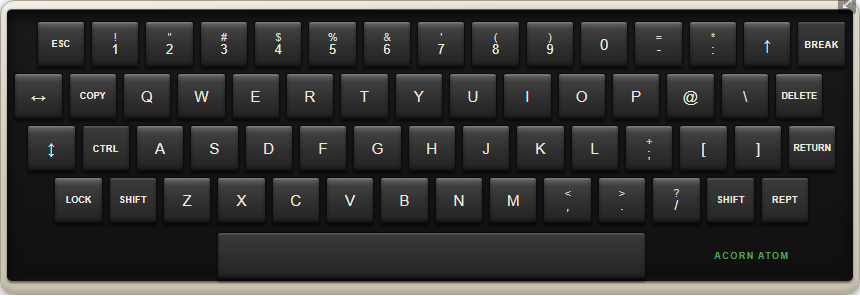 ESC ! 1 " 2 # 3 $ 4 % 5 & 6 ' 7 ( 8 ) 9 0 = - * : ↑ BREAK
↔ COPY Q W E R T Y U I O P @ \ DELETE
↕ CTRL A S D F G H J K L + ; [ ] RETURN
LOCK SHIFT Z X C V B N M < , > . ? / SHIFT REPT
ACORN ATOM